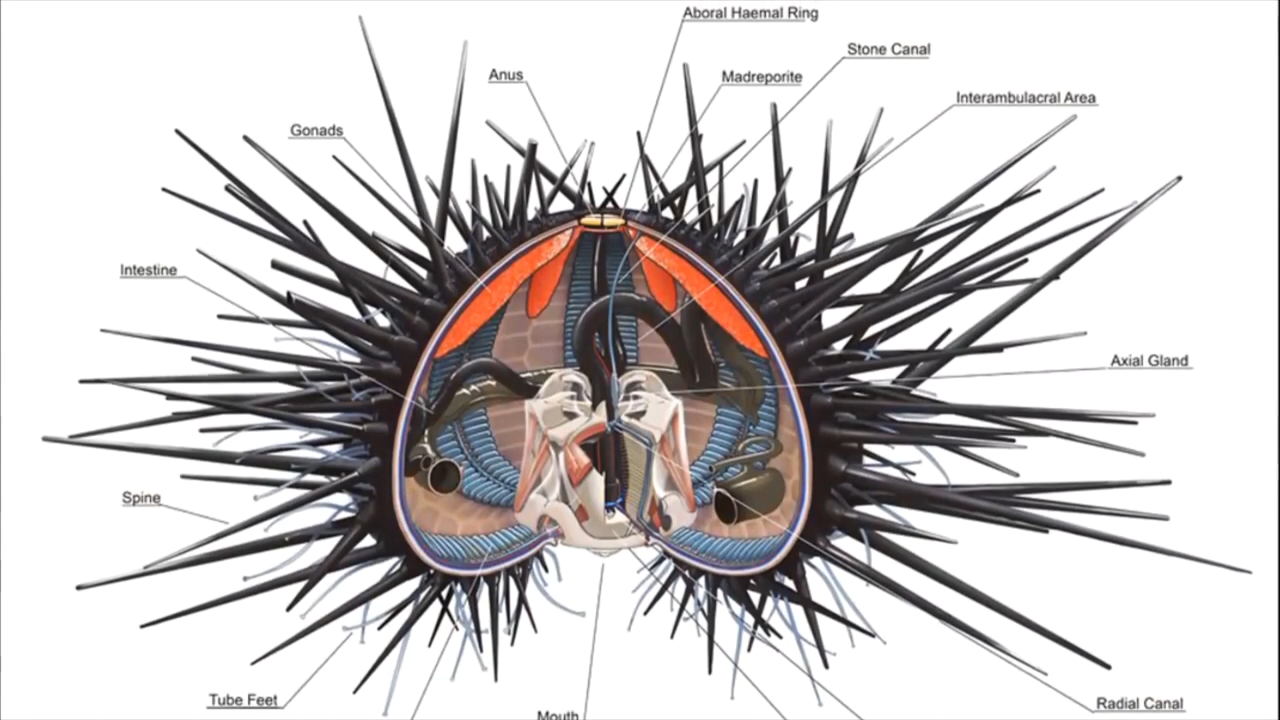 Aboral Haemal Ring
Stone Canal
Anus
Madreporite
Interambulacral Area
Gonads
Intestine
Axial Gland
Spine
Tube Feet
Radial Canal
Mouth